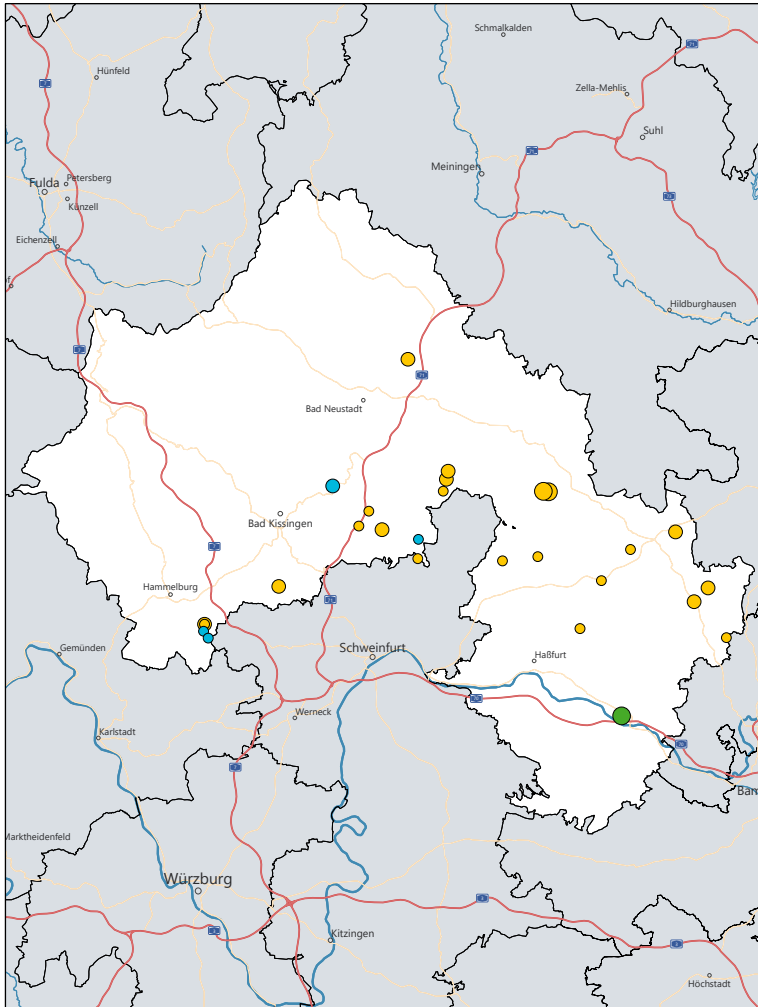 Schmalkalden
Hünfeld
Zella-Mehlis
Suhl
Meiningen
Petersberg
Fulda
Künzell
Eichenzell
Hildburghausen
Bad Neustadt
Bad Kissingen
Hammelburg
Schweinfurt
Gemünden
Haßfurt
Werneck
Karlstadt
Marktheidenfeld
Würzburg
Kitzingen
Höchstadt